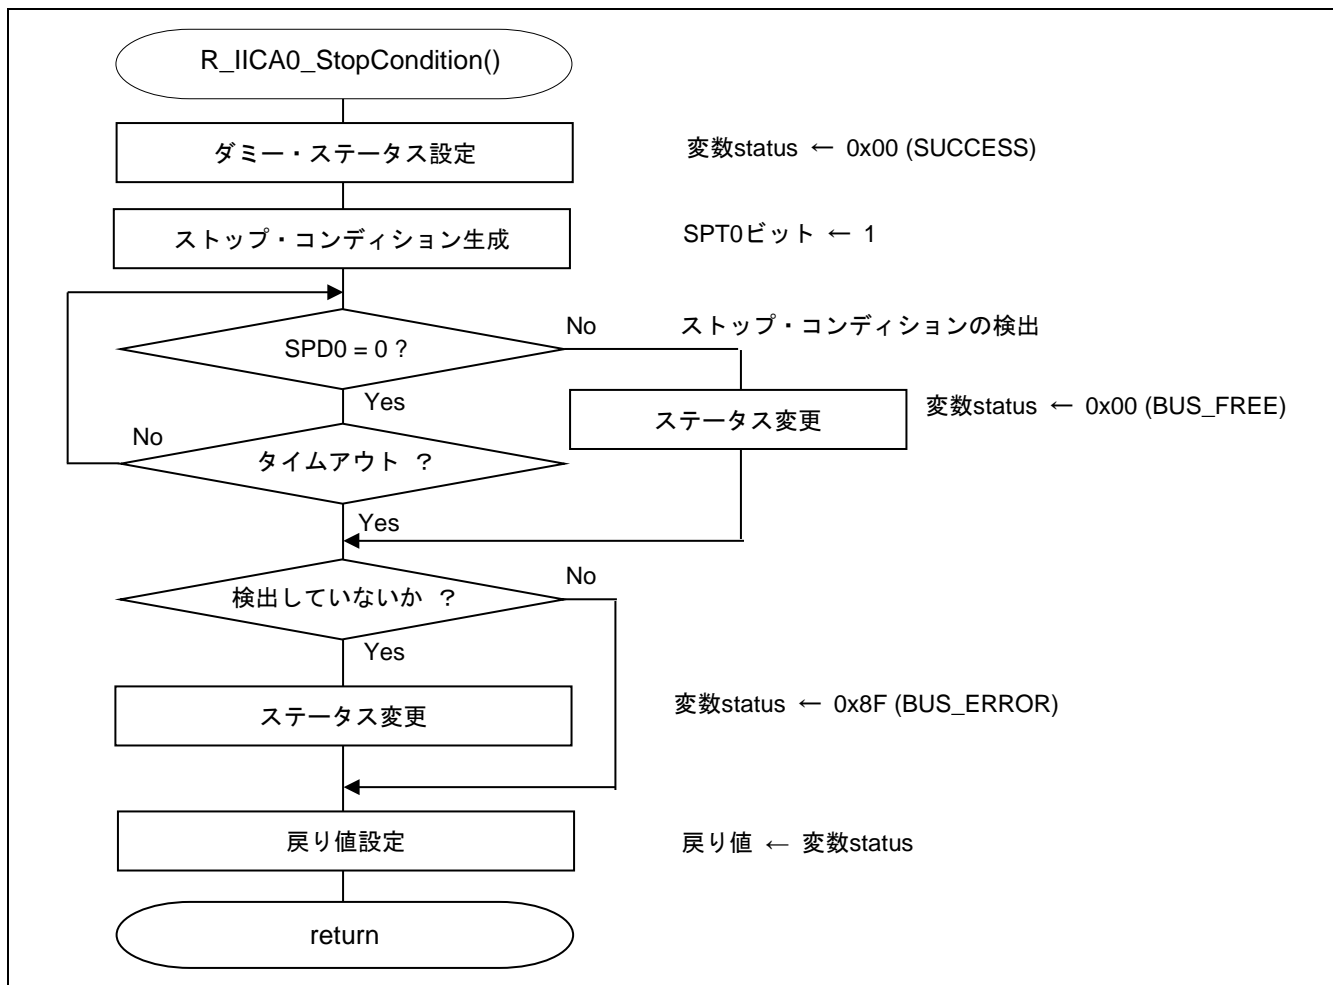 R_IICA0_StopCondition()
ダミー・ステータス設定
変数status ← 0x00 (SUCCESS)
ストップ・コンディション生成
SPT0ビット ← 1
SPD0 = 0 ?
No
ストップ・コンディションの検出
Yes
ステータス変更
変数status ← 0x00 (BUS_FREE)
No
タイムアウト ?
Yes
検出していないか ?
No
Yes
ステータス変更
変数status ← 0x8F (BUS_ERROR)
戻り値設定
戻り値 ← 変数status
return